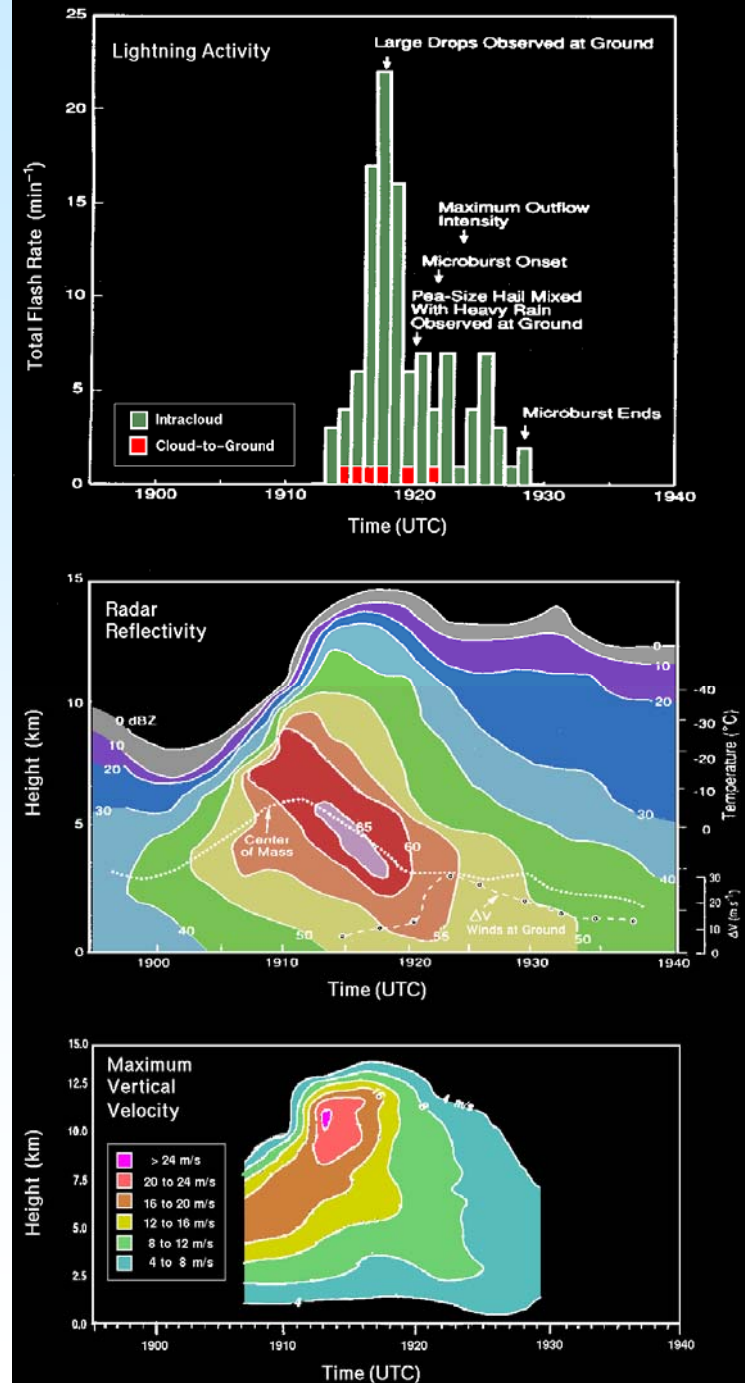 25
Lightning Activity
Large Drops Observed at Ground
20
15
Maximum Outflow
Intensity
Microburst Onset
10
Pea-Size Hail Mixed
With Heavy Rain
Observed at Ground
5
Intracloud
Cloud-to-Ground
Microburst Ends
0
Total Flash Rate (min⁻¹)
1900 1910 1920 1930 1940
Time (UTC)
15
Radar
Reflectivity
0
10
20
-40
10
0 dBZ
-30
10
20
-20
30
-10
30
5
65
0
Center
of Mass
60
40
30
20
ΔV
Winds at Ground
10
40
50
55
50
0
0
Height (km)
Temperature (°C)
ΔV (m s⁻¹)
1900 1910 1920 1930 1940
Time (UTC)
15.0
Maximum
Vertical
Velocity
12.5
16
8
4 m/s
10.0
> 24 m/s
20 to 24 m/s
7.5
16 to 20 m/s
12 to 16 m/s
5.0
8 to 12 m/s
4 to 8 m/s
2.5
4
0.0
Height (km)
1900 1910 1920 1930 1940
Time (UTC)